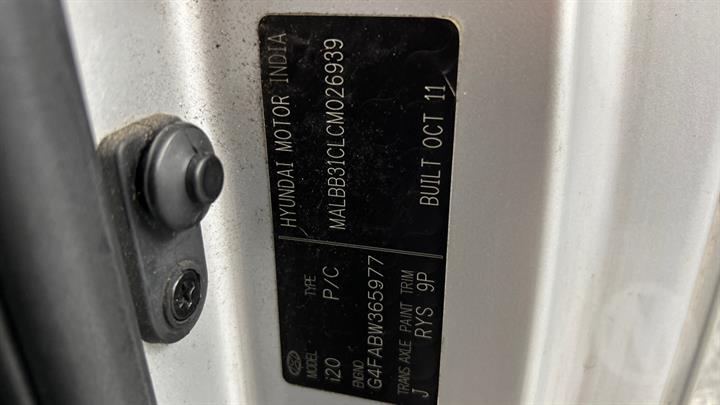 HYUNDAI MOTOR INDIA
MODEL TYPE
i20 P/C MALBB31CLCM026939
ENGNO
G4FABW365977
TRANS AXLE PAINT TRIM
J RYS 9P BUILT OCT 11